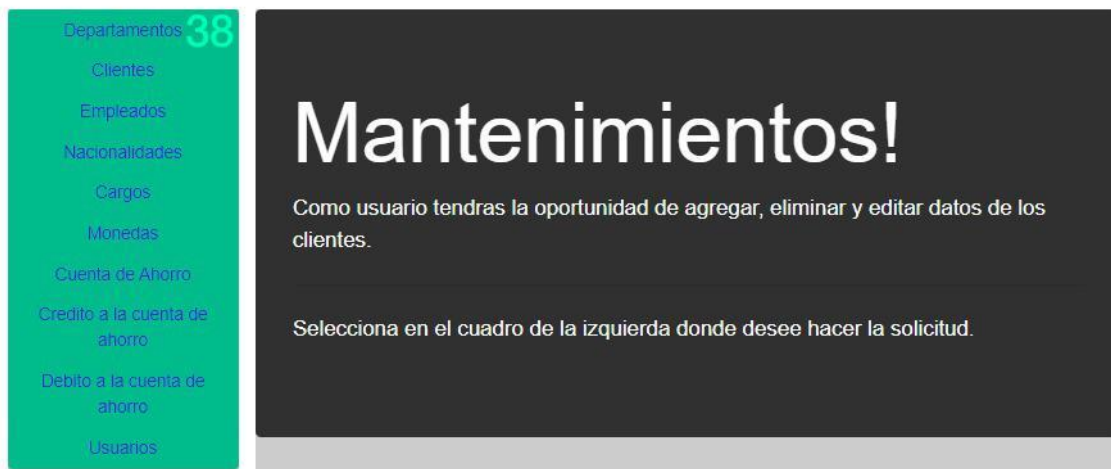 Departamentos 38
Clientes
Empleados
Nacionalidades
Cargos
Monedas
Cuenta de Ahorro
Credito a la cuenta de
ahorro
Debito a la cuenta de
ahorro
Usuarios
Mantenimientos!
Como usuario tendras la oportunidad de agregar, eliminar y editar datos de los
clientes.
Selecciona en el cuadro de la izquierda donde desee hacer la solicitud.